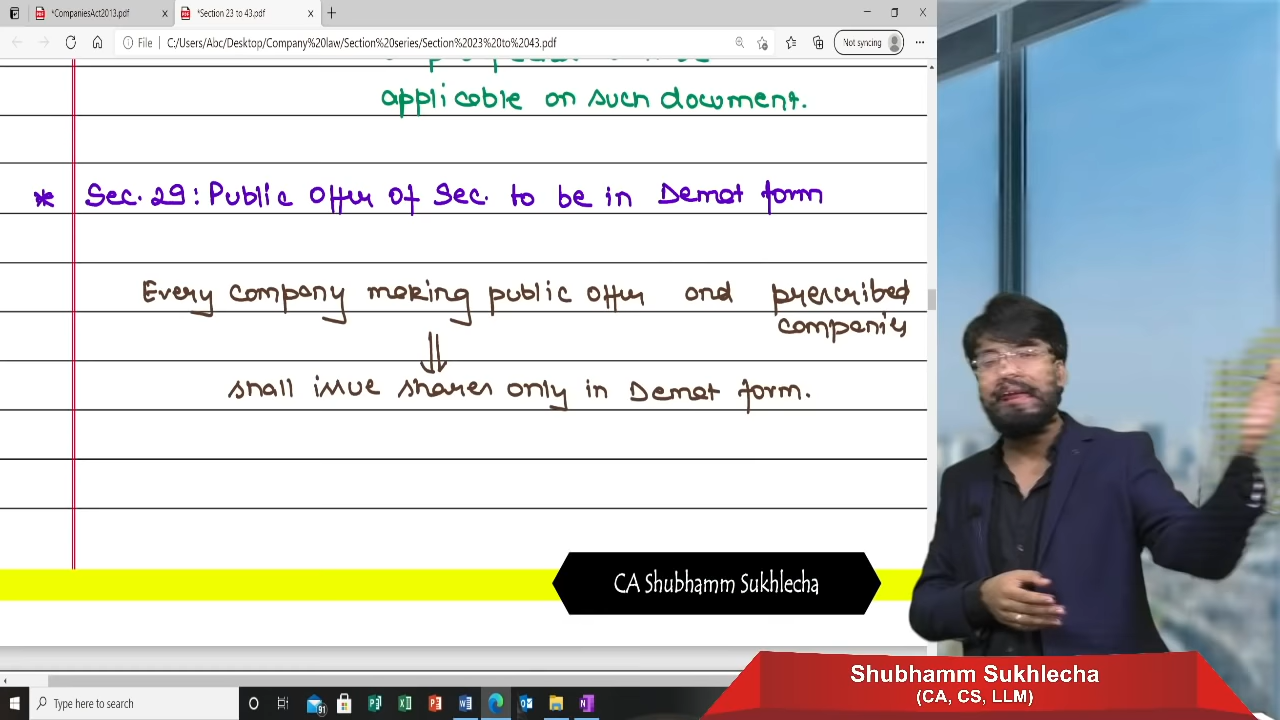 *CompaniesAct2013.pdf
*Section 23 to 43.pdf
File
C:/Users/Abc/Desktop/Company%20law/Section%20series/Section%2023%20to%2043.pdf
Not syncing
applicable on such document.
* Sec. 29: Public Offer Of Sec. to be in Demat form
Every company making public offer and prescribed
companies
⇓
shall issue shares only in Demat form.
CA Shubhamm Sukhlecha
Shubhamm Sukhlecha
(CA, CS, LLM)
Type here to search
91